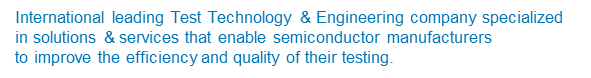 International leading Test Technology & Engineering company specialized
in solutions & services that enable semiconductor manufacturers
to improve the efficiency and quality of their testing.